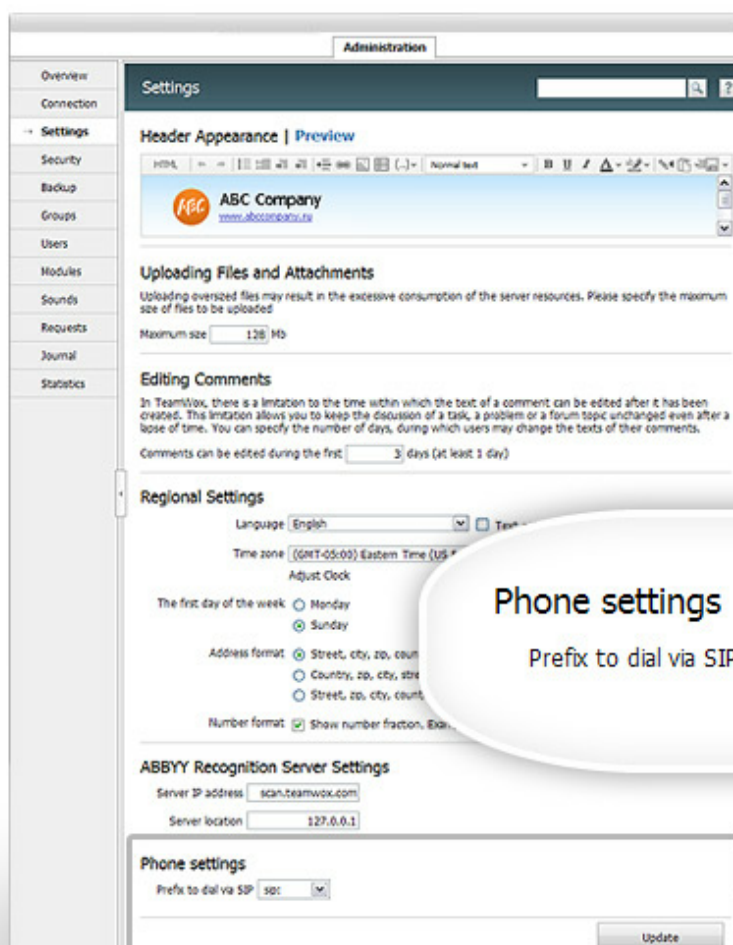 Administration
Overview
Connection
→ Settings
Security
Backup
Groups
Users
Modules
Sounds
Requests
Journal
Statistics
Settings
Header Appearance | Preview
HTML
Normal text
ABC
ABC Company
www.abccompany.ru
Uploading Files and Attachments
Uploading oversized files may result in the excessive consumption of the server resources. Please specify the maximum
size of files to be uploaded
Maximum size 128 Mb
Editing Comments
In TeamWox, there is a limitation to the time within which the text of a comment can be edited after it has been
created. This limitation allows you to keep the discussion of a task, a problem or a forum topic unchanged even after a
lapse of time. You can specify the number of days, during which users may change the texts of their comments.
Comments can be edited during the first 3 days (at least 1 day)
Regional Settings
Language English
Time zone (GMT-05:00) Eastern Time (US
Adjust Clock
The first day of the week Monday
Sunday
Address format Street, city, zip,
Country, zip, city,
Street, zip, city,
Number format Show number fraction.
Phone settings
Prefix to dial via SIP
ABBYY Recognition Server Settings
Server IP address scan.teamwox.com
Server location 127.0.0.1
Phone settings
Prefix to dial via SIP sip:
Update